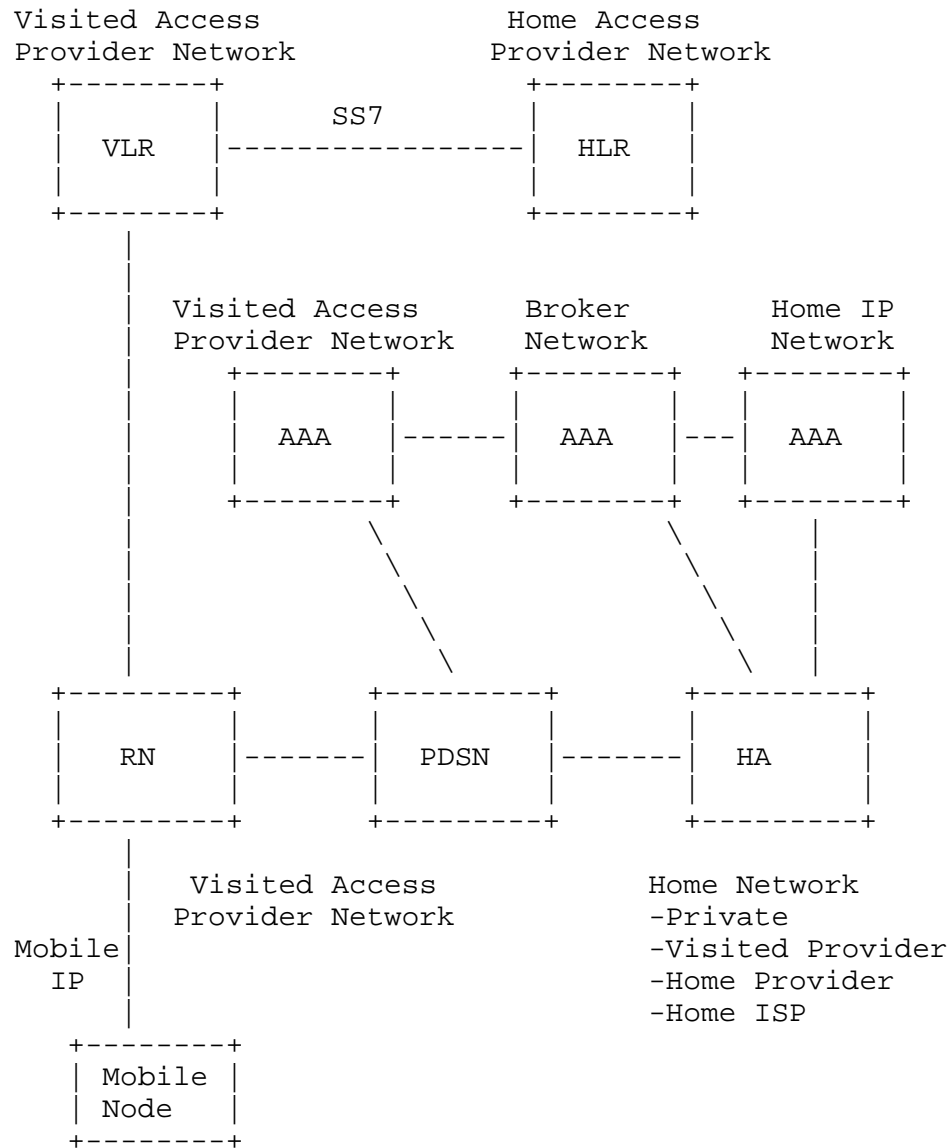 Visited Access Home Access
Provider Network Provider Network
SS7
VLR HLR
Visited Access Broker Home IP
Provider Network Network Network
AAA AAA AAA
RN PDSN HA
Visited Access Home Network
Provider Network -Private
Mobile -Visited Provider
IP -Home Provider
-Home ISP
Mobile
Node